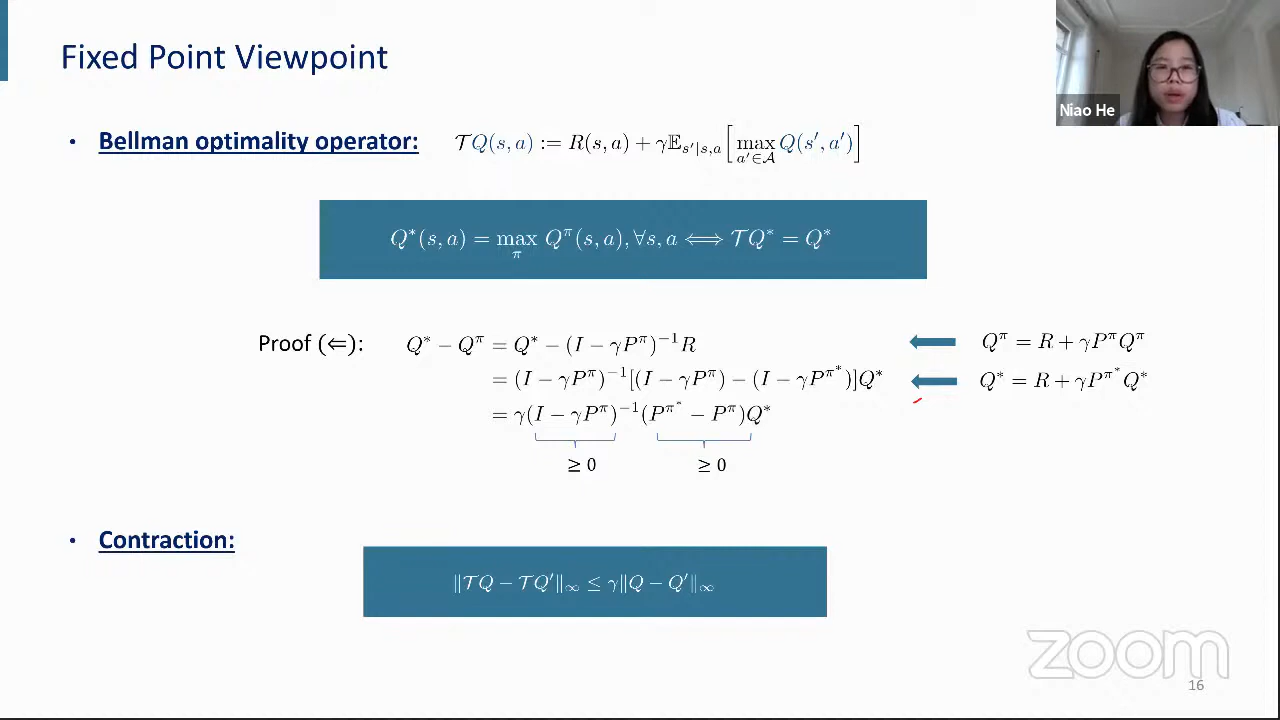 Fixed Point Viewpoint
Niao He
• Bellman optimality operator: 𝒯Q(s, a) := R(s, a) + γ𝔼_{s′|s,a}[max_{a′∈𝒜} Q(s′, a′)]
Q*(s, a) = max_π Q^π(s, a), ∀s, a ⟺ 𝒯Q* = Q*
Proof (⇐): Q* − Q^π = Q* − (I − γP^π)^{−1}R Q^π = R + γP^πQ^π
= (I − γP^π)^{−1}[(I − γP^π) − (I − γP^{π*})]Q* Q* = R + γP^{π*}Q*
= γ(I − γP^π)^{−1}(P^{π*} − P^π)Q*
≥ 0 ≥ 0
• Contraction:
‖𝒯Q − 𝒯Q′‖_∞ ≤ γ‖Q − Q′‖_∞
zoom
16